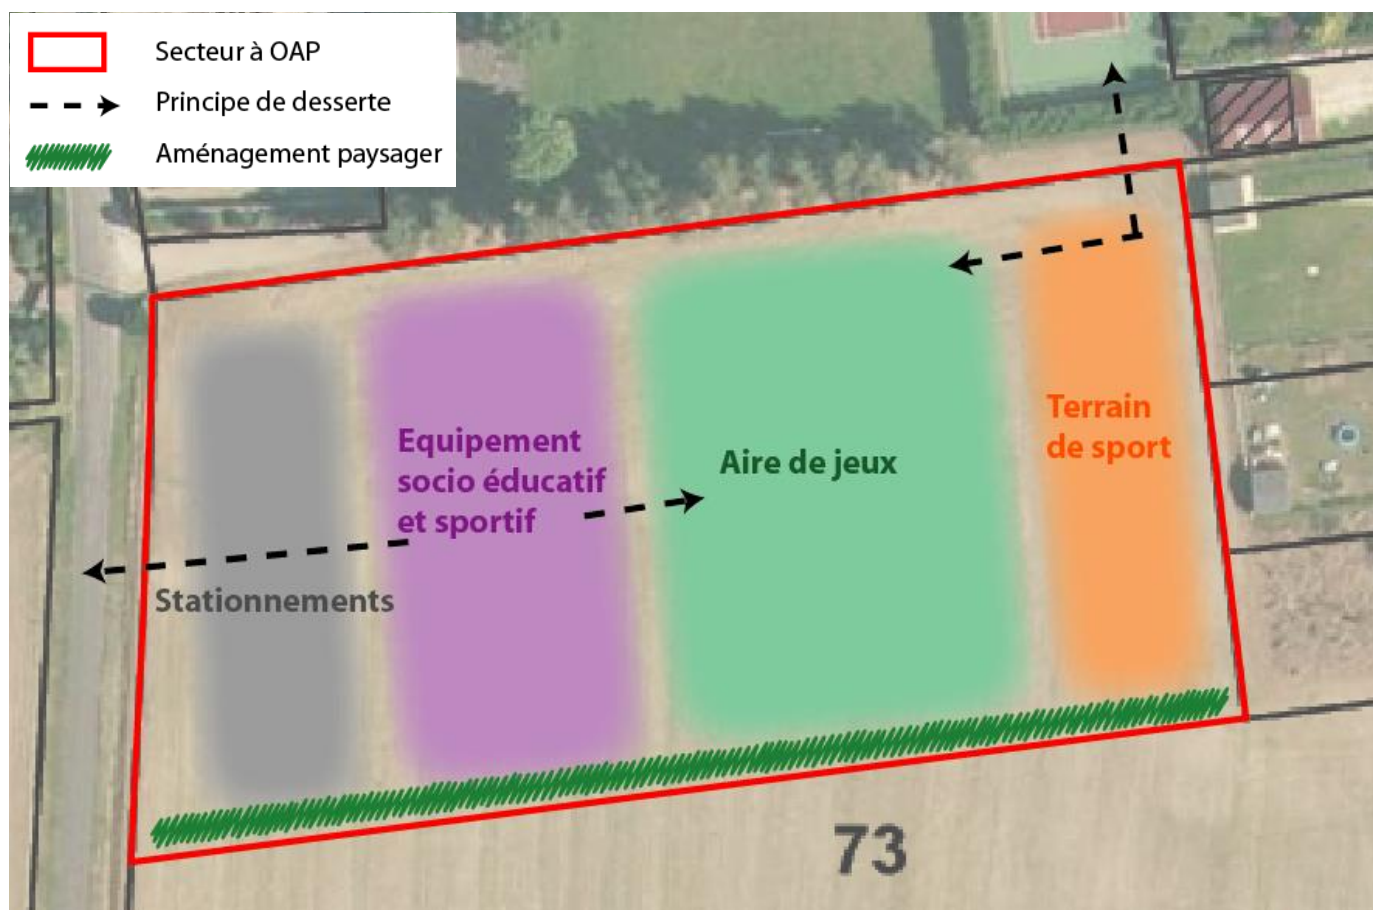 Secteur à OAP
Principe de desserte
Aménagement paysager
Equipement
socio éducatif
et sportif
Aire de jeux
Terrain
de sport
Stationnements
73